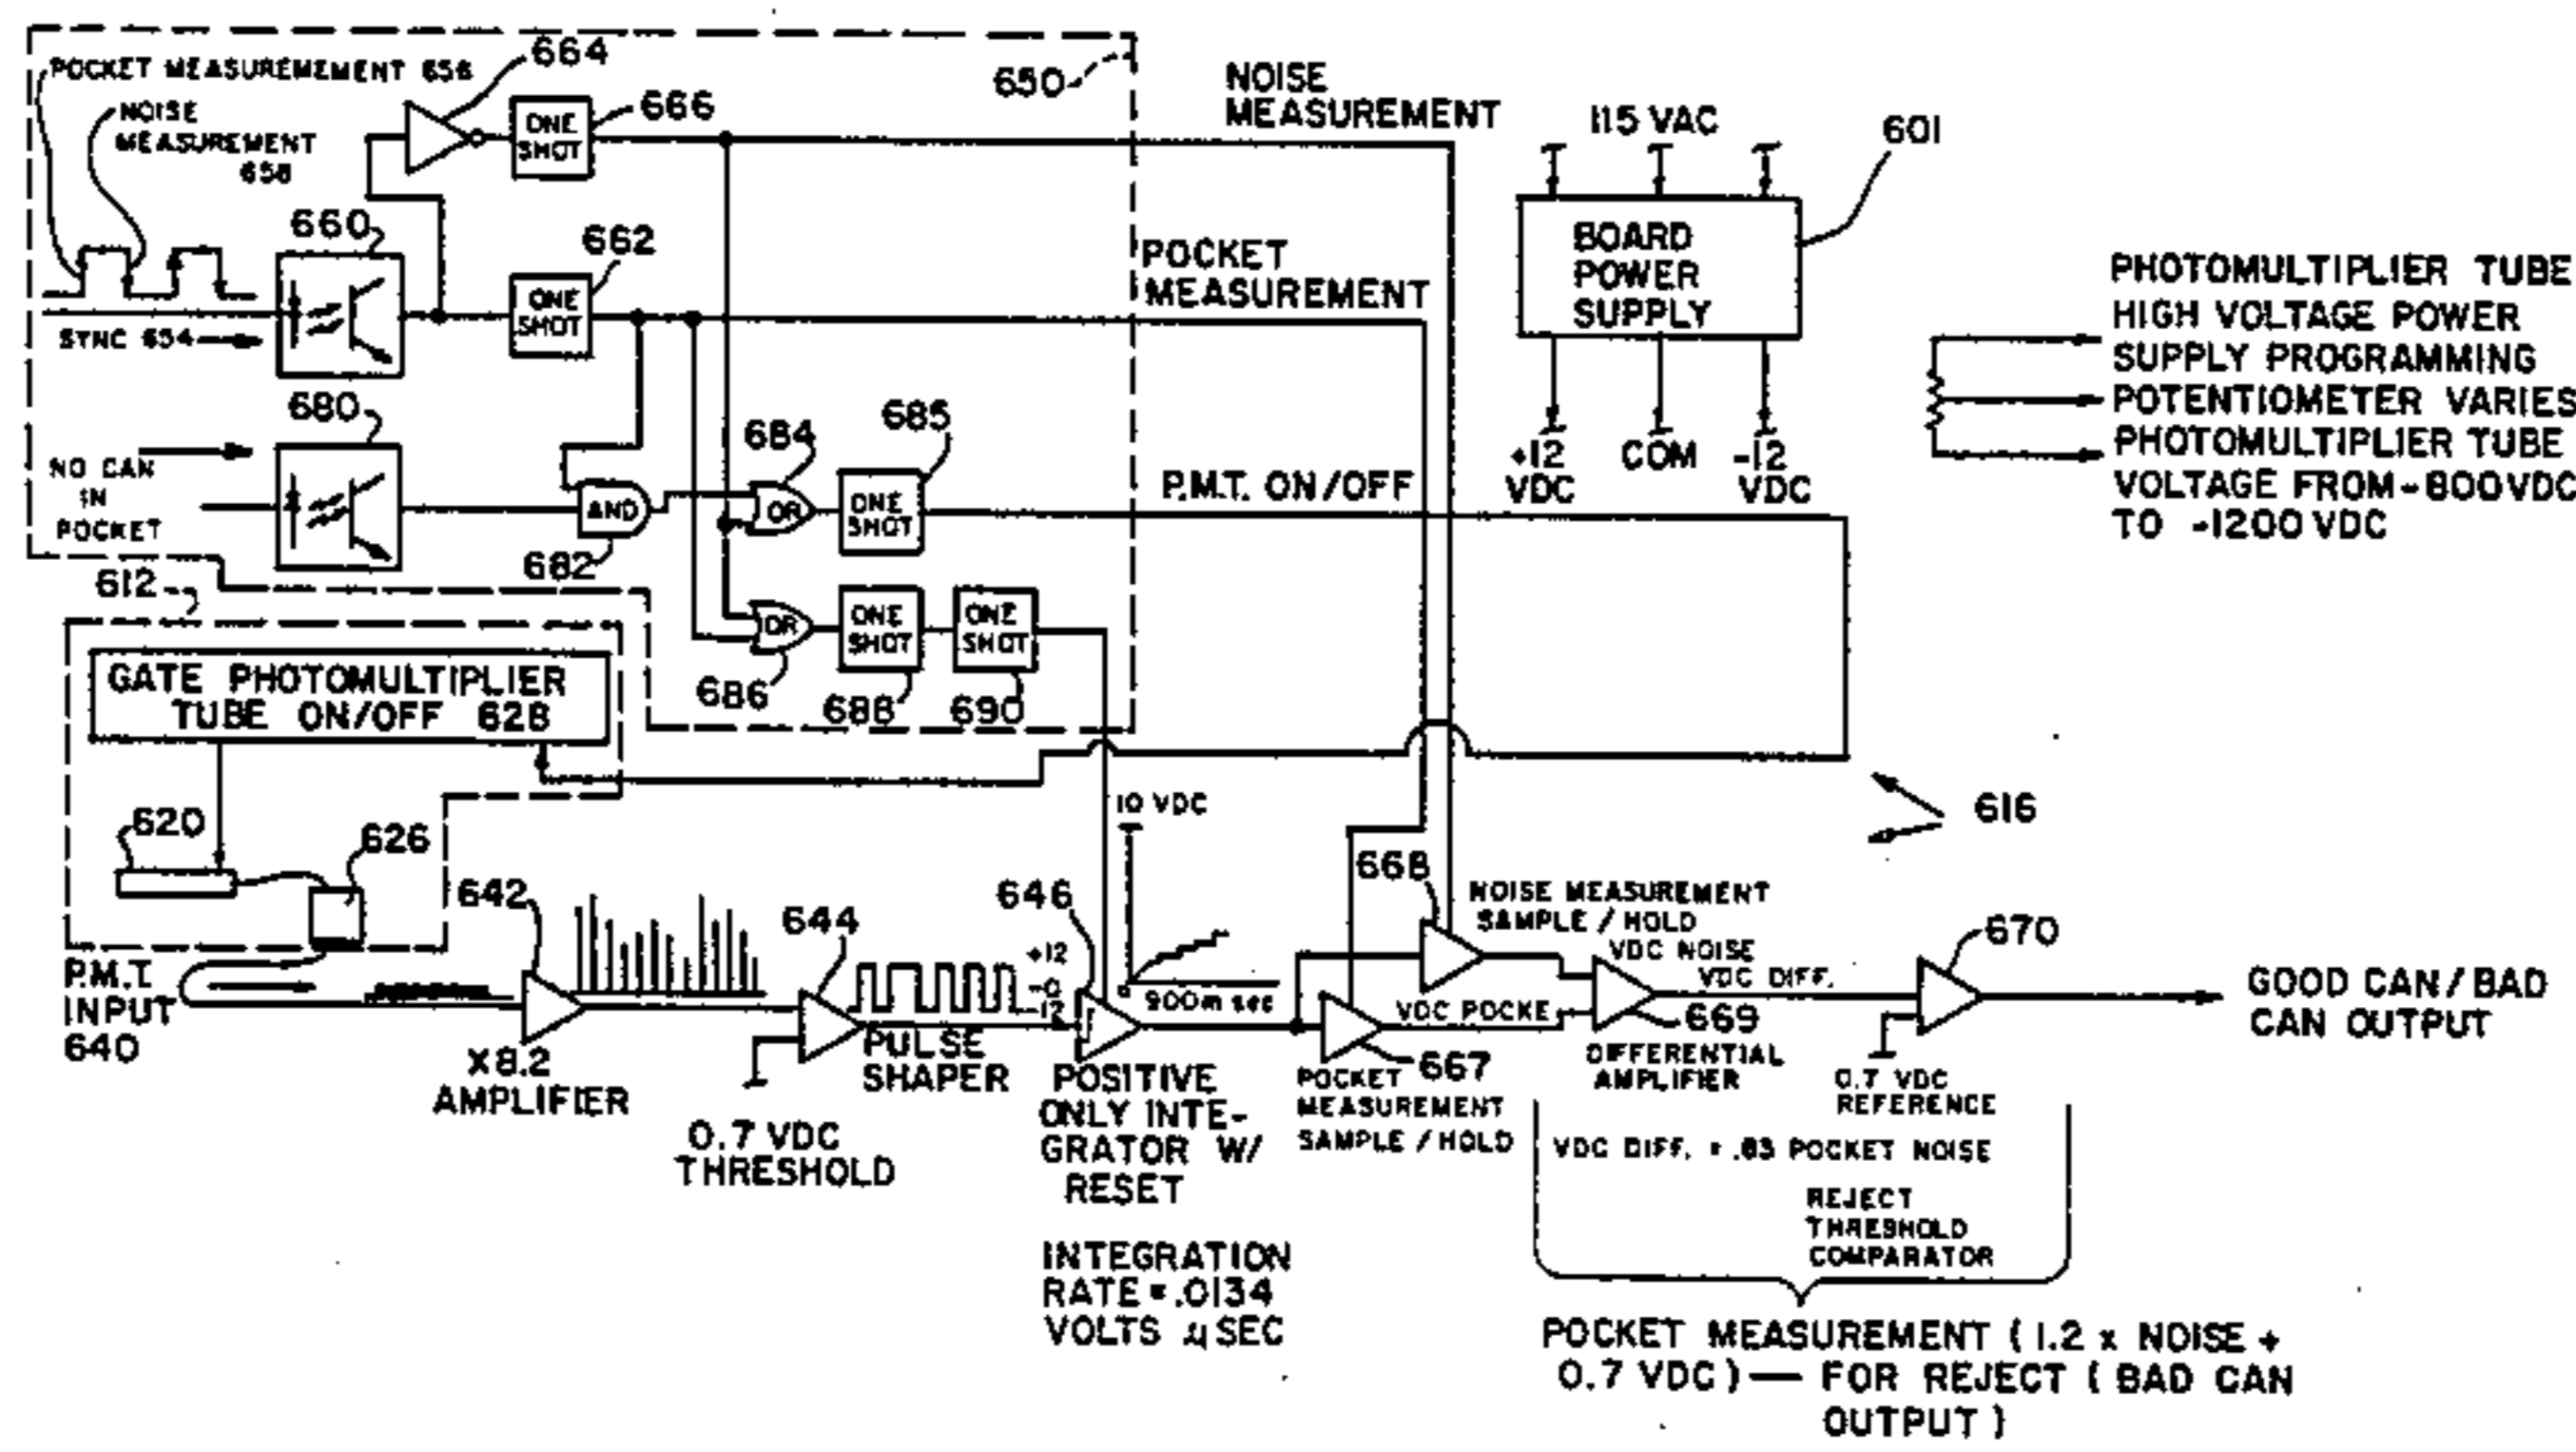 POCKET MEASUREMEMENT 656
664
NOISE
MEASUREMENT
658
ONE
SHOT
666
650
NOISE
MEASUREMENT
115 VAC
601
BOARD
POWER
SUPPLY
+12
VDC
COM
-12
VDC
PHOTOMULTIPLIER TUBE
HIGH VOLTAGE POWER
SUPPLY PROGRAMMING
POTENTIOMETER VARIES
PHOTOMULTIPLIER TUBE
VOLTAGE FROM -800VDC
TO -1200 VDC
660
662
ONE
SHOT
POCKET
MEASUREMENT
SYNC 654
680
NO CAN
IN
POCKET
AND
682
684
OR
685
ONE
SHOT
P.M.T. ON/OFF
612
OR
686
ONE
SHOT
688
ONE
SHOT
690
GATE PHOTOMULTIPLIER
TUBE ON/OFF 628
620
626
10 VDC
616
P.M.T.
INPUT
640
642
X8.2
AMPLIFIER
644
0.7 VDC
THRESHOLD
PULSE
SHAPER
+12
-0
-12
646
0
900m sec
POSITIVE
ONLY INTE-
GRATOR W/
RESET
INTEGRATION
RATE = .0134
VOLTS µ SEC
668
NOISE MEASUREMENT
SAMPLE / HOLD
VDC NOISE
VDC DIFF.
VDC POCKE
667
POCKET
MEASUREMENT
SAMPLE / HOLD
669
DIFFERENTIAL
AMPLIFIER
670
0.7 VDC
REFERENCE
GOOD CAN / BAD
CAN OUTPUT
VDC DIFF. = .83 POCKET NOISE
REJECT
THRESHOLD
COMPARATOR
POCKET MEASUREMENT ( 1.2 x NOISE +
0.7 VDC ) — FOR REJECT ( BAD CAN
OUTPUT )